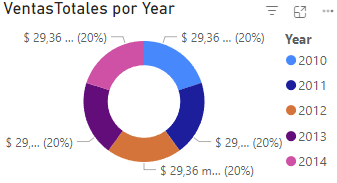 VentasTotales por Year
$ 29,36 ... (20%)
$ 29,36 ... (20%)
$ 29,... (20%)
$ 29,... (20%)
$ 29,36 m... (20%)
Year
2010
2011
2012
2013
2014